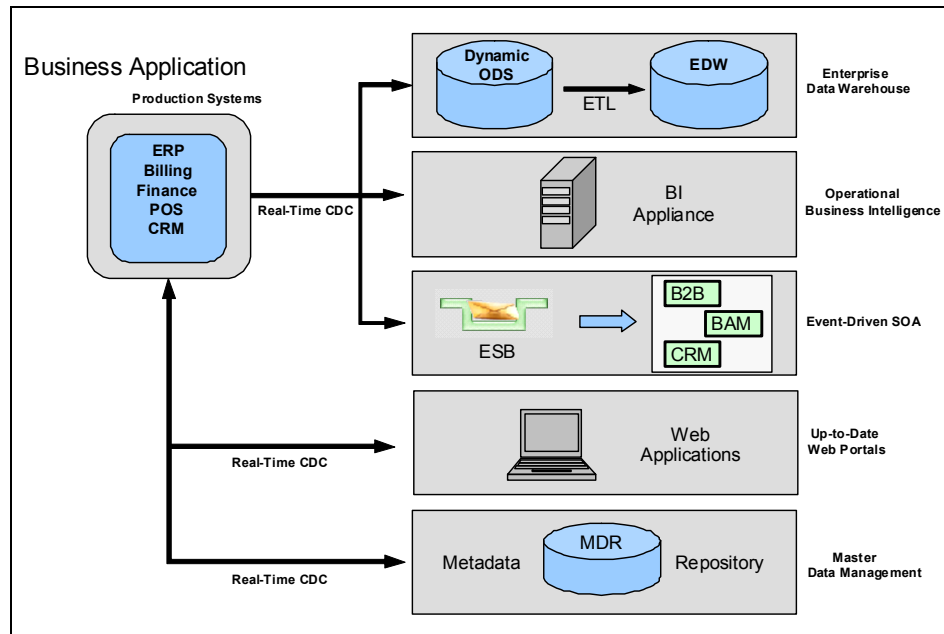 Business Application
Production Systems
ERP
Billing
Finance
POS
CRM
Real-Time CDC
Dynamic
ODS
ETL
EDW
Enterprise
Data Warehouse
BI
Appliance
Operational
Business Intelligence
ESB
B2B
BAM
CRM
Event-Driven SOA
Real-Time CDC
Web
Applications
Up-to-Date
Web Portals
Real-Time CDC
Metadata
MDR
Repository
Master
Data Management